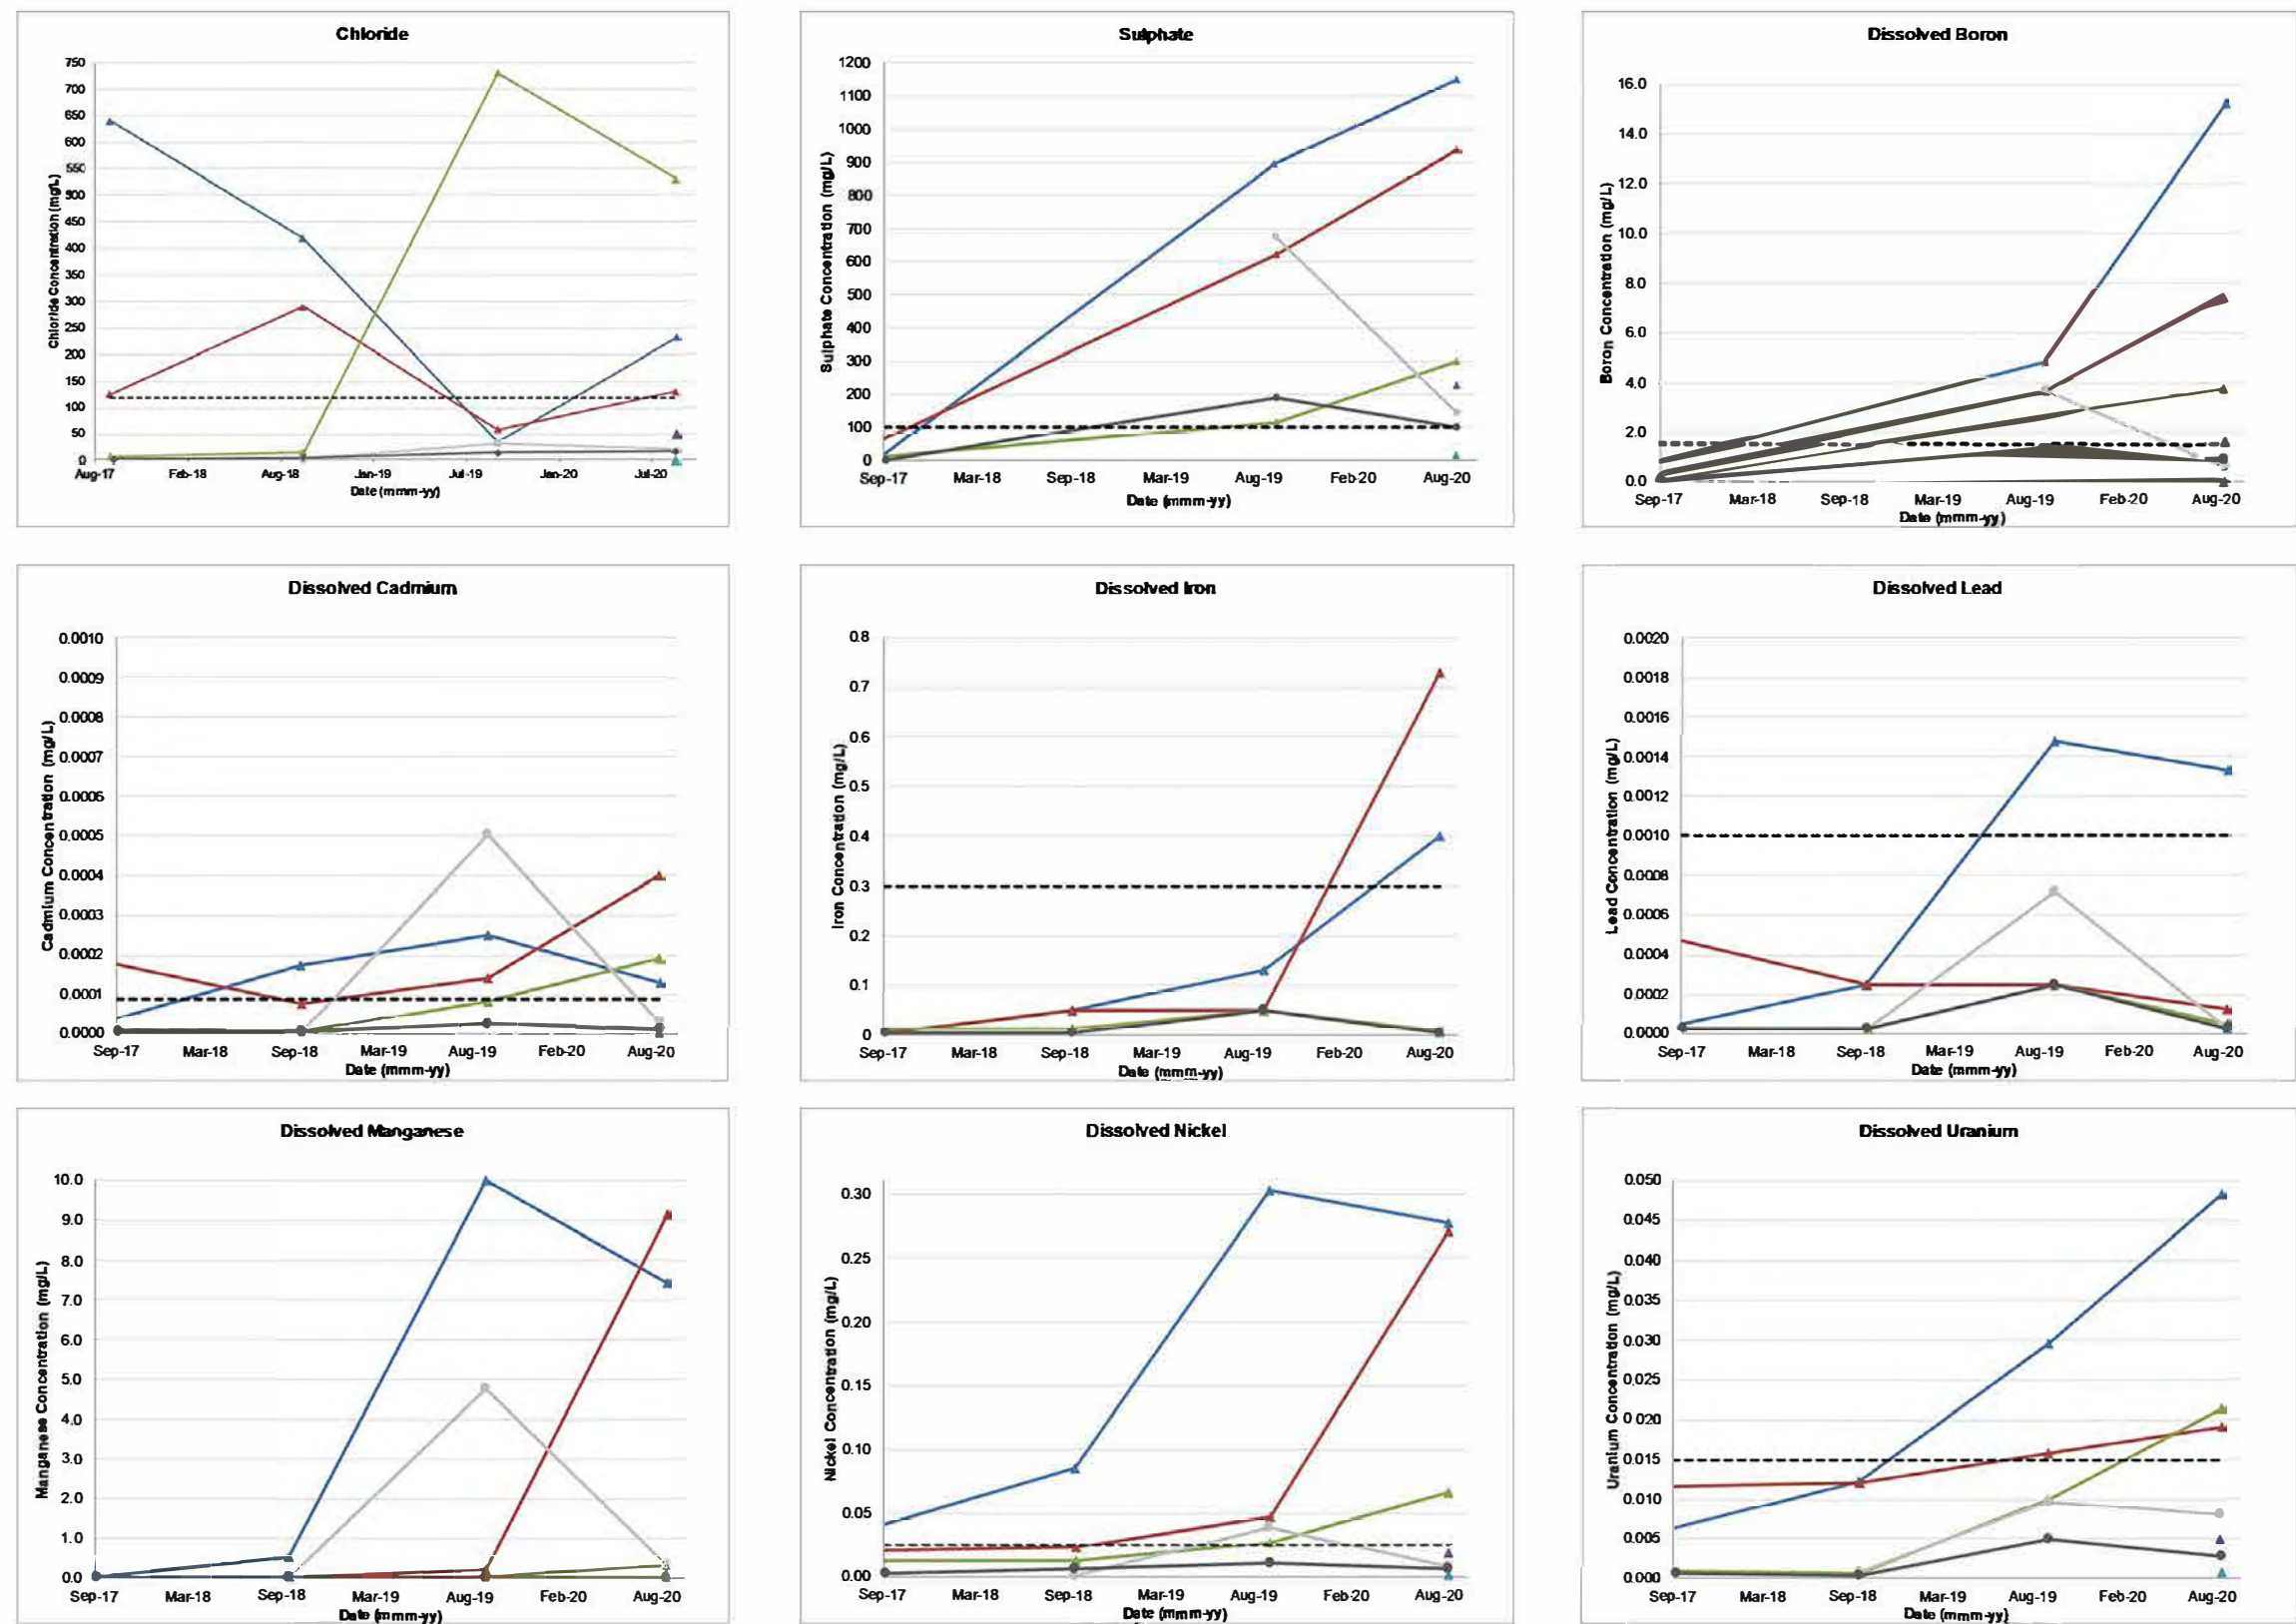 Chloride
Chloride Concentration (mg/L)
750
700
650
600
550
500
450
400
350
300
250
200
150
100
50
0
Aug-17 Feb-18 Aug-18 Jan-19 Jul-19 Jan-20 Jul-20
Date (mmm-yy)
Sulphate
Sulphate Concentration (mg/L)
1200
1100
1000
900
800
700
600
500
400
300
200
100
0
Sep-17 Mar-18 Sep-18 Mar-19 Aug-19 Feb-20 Aug-20
Date (mmm-yy)
Dissolved Boron
Boron Concentration (mg/L)
16.0
14.0
12.0
10.0
8.0
6.0
4.0
2.0
0.0
Sep-17 Mar-18 Sep-18 Mar-19 Aug-19 Feb-20 Aug-20
Date (mmm-yy)
Dissolved Cadmium
Cadmium Concentration (mg/L)
0.0010
0.0009
0.0008
0.0007
0.0006
0.0005
0.0004
0.0003
0.0002
0.0001
0.0000
Sep-17 Mar-18 Sep-18 Mar-19 Aug-19 Feb-20 Aug-20
Date (mmm-yy)
Dissolved Iron
Iron Concentration (mg/L)
0.8
0.7
0.6
0.5
0.4
0.3
0.2
0.1
0
Sep-17 Mar-18 Sep-18 Mar-19 Aug-19 Feb-20 Aug-20
Date (mmm-yy)
Dissolved Lead
Lead Concentration (mg/L)
0.0020
0.0018
0.0016
0.0014
0.0012
0.0010
0.0008
0.0006
0.0004
0.0002
0.0000
Sep-17 Mar-18 Sep-18 Mar-19 Aug-19 Feb-20 Aug-20
Date (mmm-yy)
Dissolved Manganese
Manganese Concentration (mg/L)
10.0
9.0
8.0
7.0
6.0
5.0
4.0
3.0
2.0
1.0
0.0
Sep-17 Mar-18 Sep-18 Mar-19 Aug-19 Feb-20 Aug-20
Date (mmm-yy)
Dissolved Nickel
Nickel Concentration (mg/L)
0.30
0.25
0.20
0.15
0.10
0.05
0.00
Sep-17 Mar-18 Sep-18 Mar-19 Aug-19 Feb-20 Aug-20
Date (mmm-yy)
Dissolved Uranium
Uranium Concentration (mg/L)
0.050
0.045
0.040
0.035
0.030
0.025
0.020
0.015
0.010
0.005
0.000
Sep-17 Mar-18 Sep-18 Mar-19 Aug-19 Feb-20 Aug-20
Date (mmm-yy)